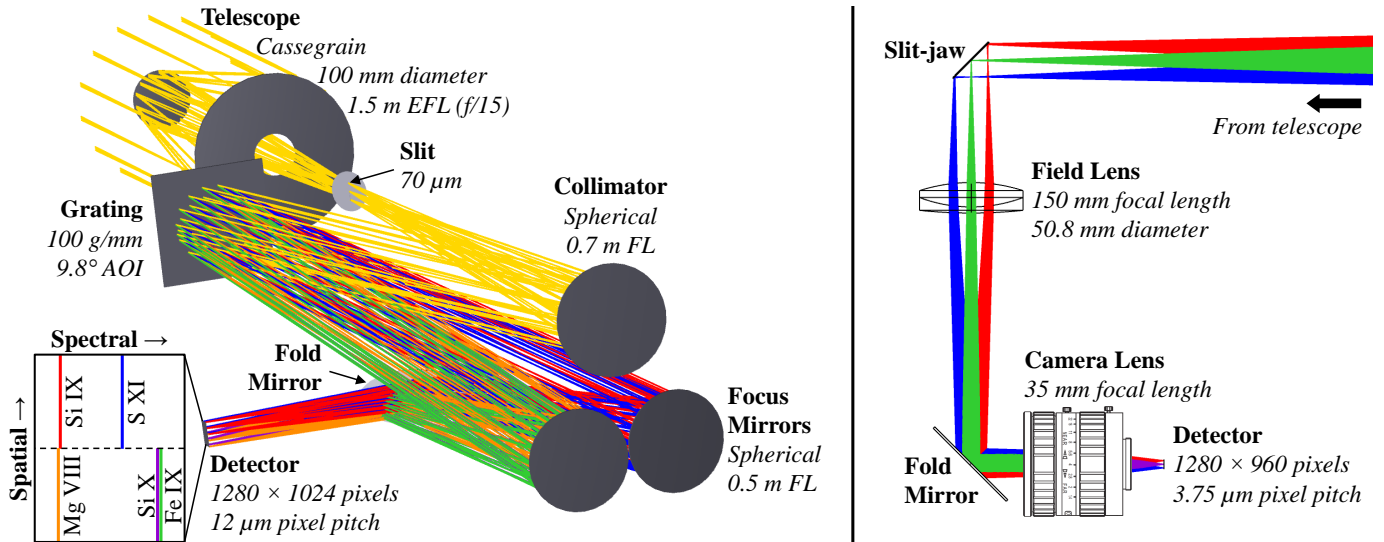 Telescope
Cassegrain
100 mm diameter
1.5 m EFL (f/15)
Slit
70 µm
Collimator
Spherical
0.7 m FL
Grating
100 g/mm
9.8° AOI
Spectral →
Spatial →
Si IX
S XI
Mg VIII
Si X
Fe IX
Fold
Mirror
Detector
1280 × 1024 pixels
12 µm pixel pitch
Focus
Mirrors
Spherical
0.5 m FL
Slit-jaw
From telescope
Field Lens
150 mm focal length
50.8 mm diameter
Camera Lens
35 mm focal length
Fold
Mirror
Detector
1280 × 960 pixels
3.75 µm pixel pitch